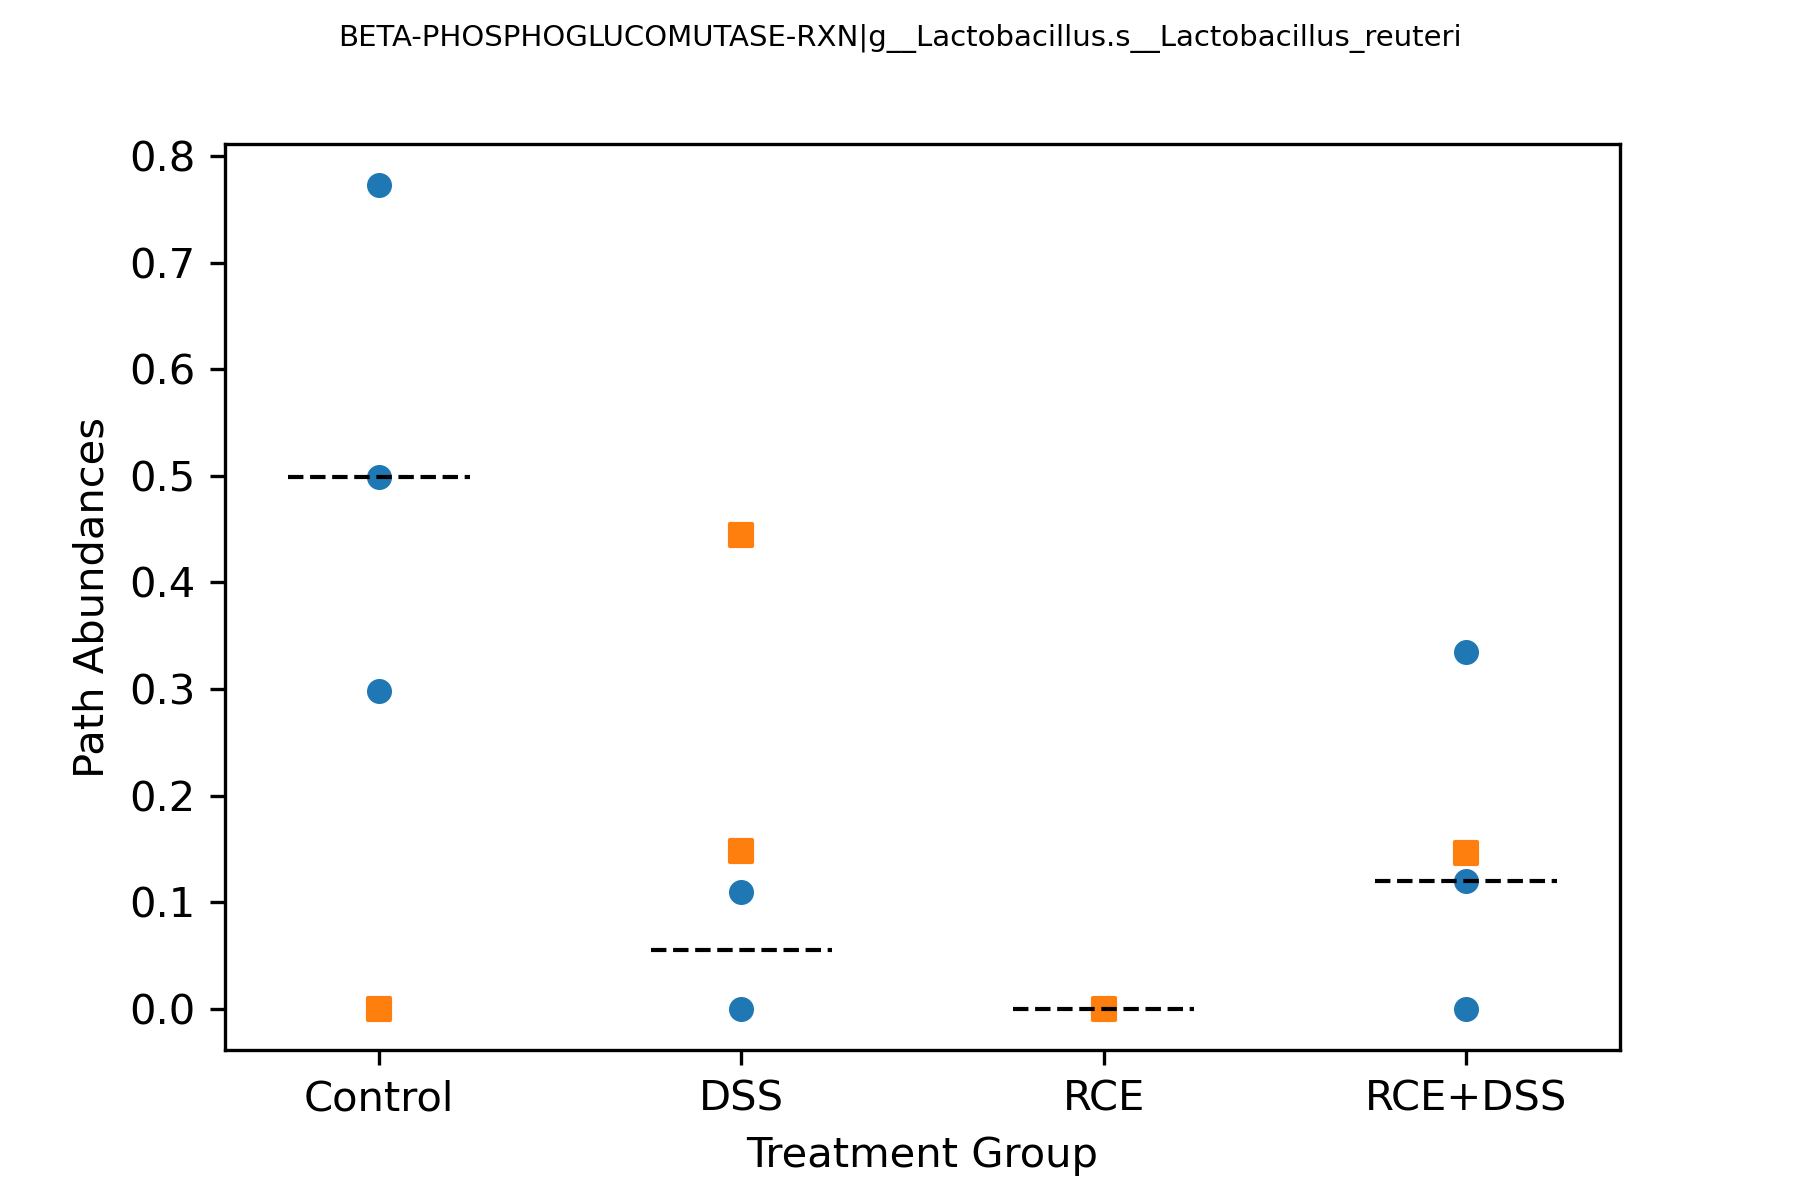 BETA-PHOSPHOGLUCOMUTASE-RXN|g__Lactobacillus.s__Lactobacillus_reuteri
0.8
0.7
0.6
0.5
0.4
0.3
0.2
0.1
0.0
Path Abundances
Control DSS RCE RCE+DSS
Treatment Group